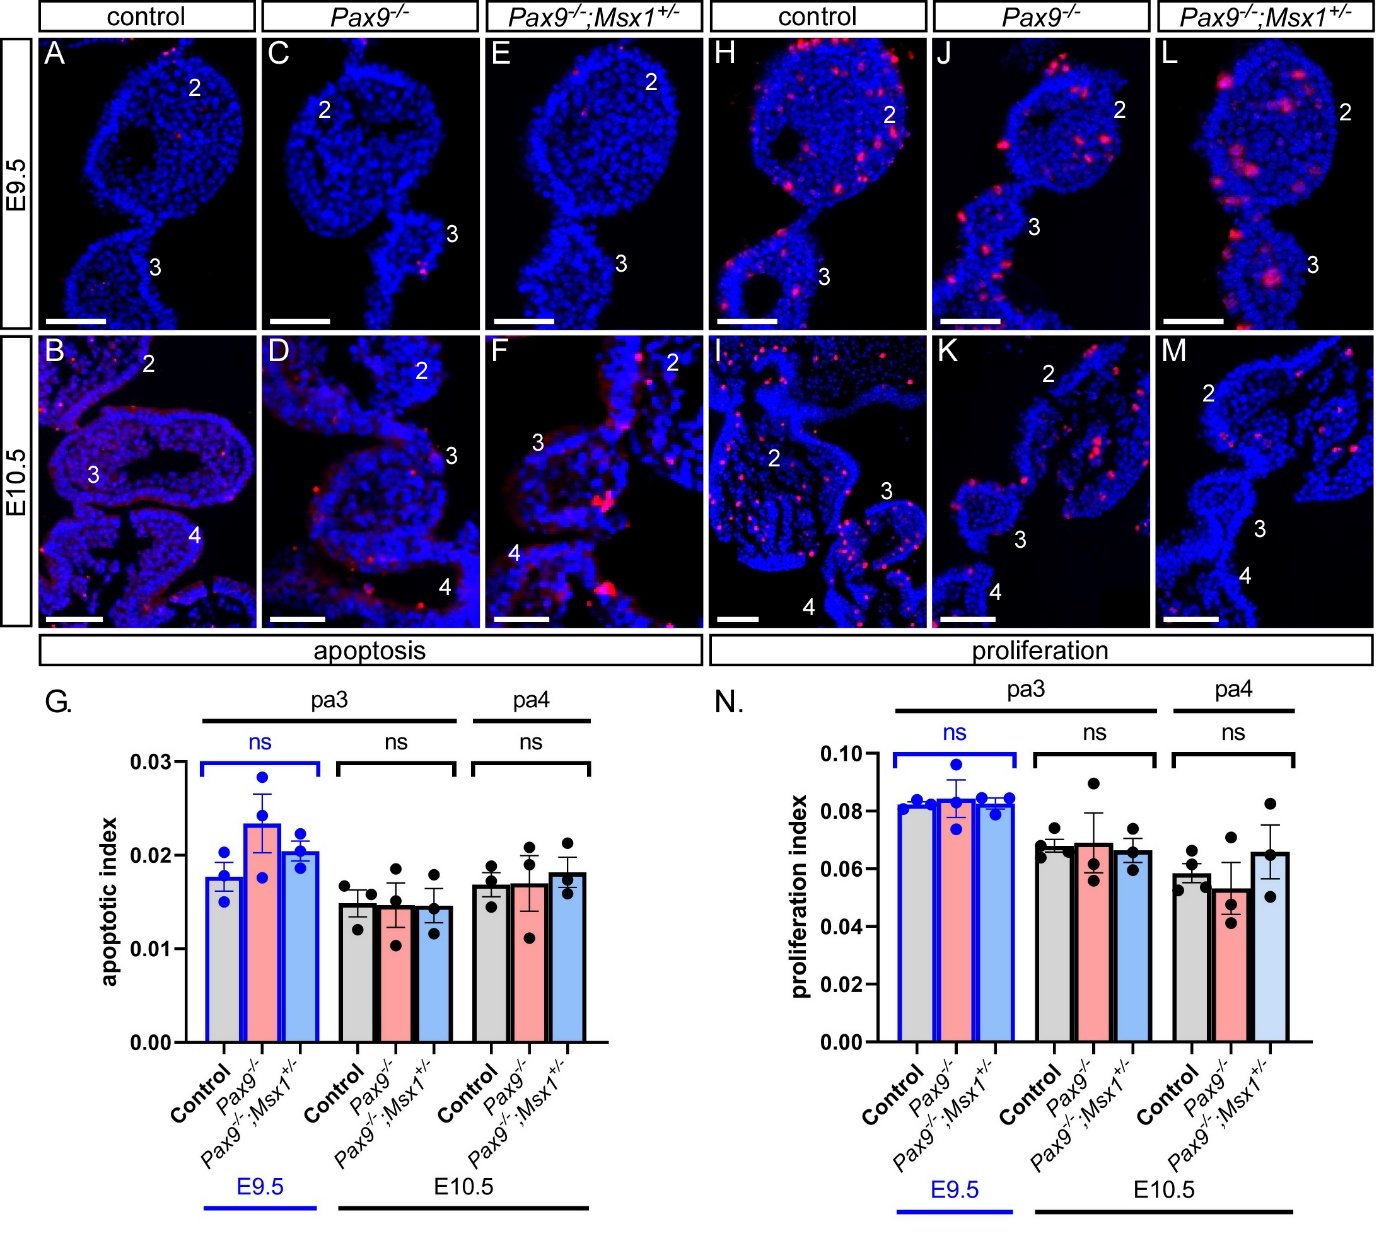 control Pax9-/- Pax9-/-;Msx1+/- control Pax9-/- Pax9-/-;Msx1+/-
E9.5
A 2 3
C 2 3
E 2 3
H 2 3
J 2 3
L 2 3
E10.5
B 2 3 4
D 2 3 4
F 2 3 4
I 2 3 4
K 2 3 4
M 2 3 4
apoptosis proliferation
G.
pa3 pa4
ns ns ns
apoptotic index
0.03
0.02
0.01
0.00
Control Pax9-/- Pax9-/-;Msx1+/- Control Pax9-/- Pax9-/-;Msx1+/- Control Pax9-/- Pax9-/-;Msx1+/-
E9.5 E10.5
N.
pa3 pa4
ns ns ns
proliferation index
0.10
0.08
0.06
0.04
0.02
0.00
Control Pax9-/- Pax9-/-;Msx1+/- Control Pax9-/- Pax9-/-;Msx1+/- Control Pax9-/- Pax9-/-;Msx1+/-
E9.5 E10.5